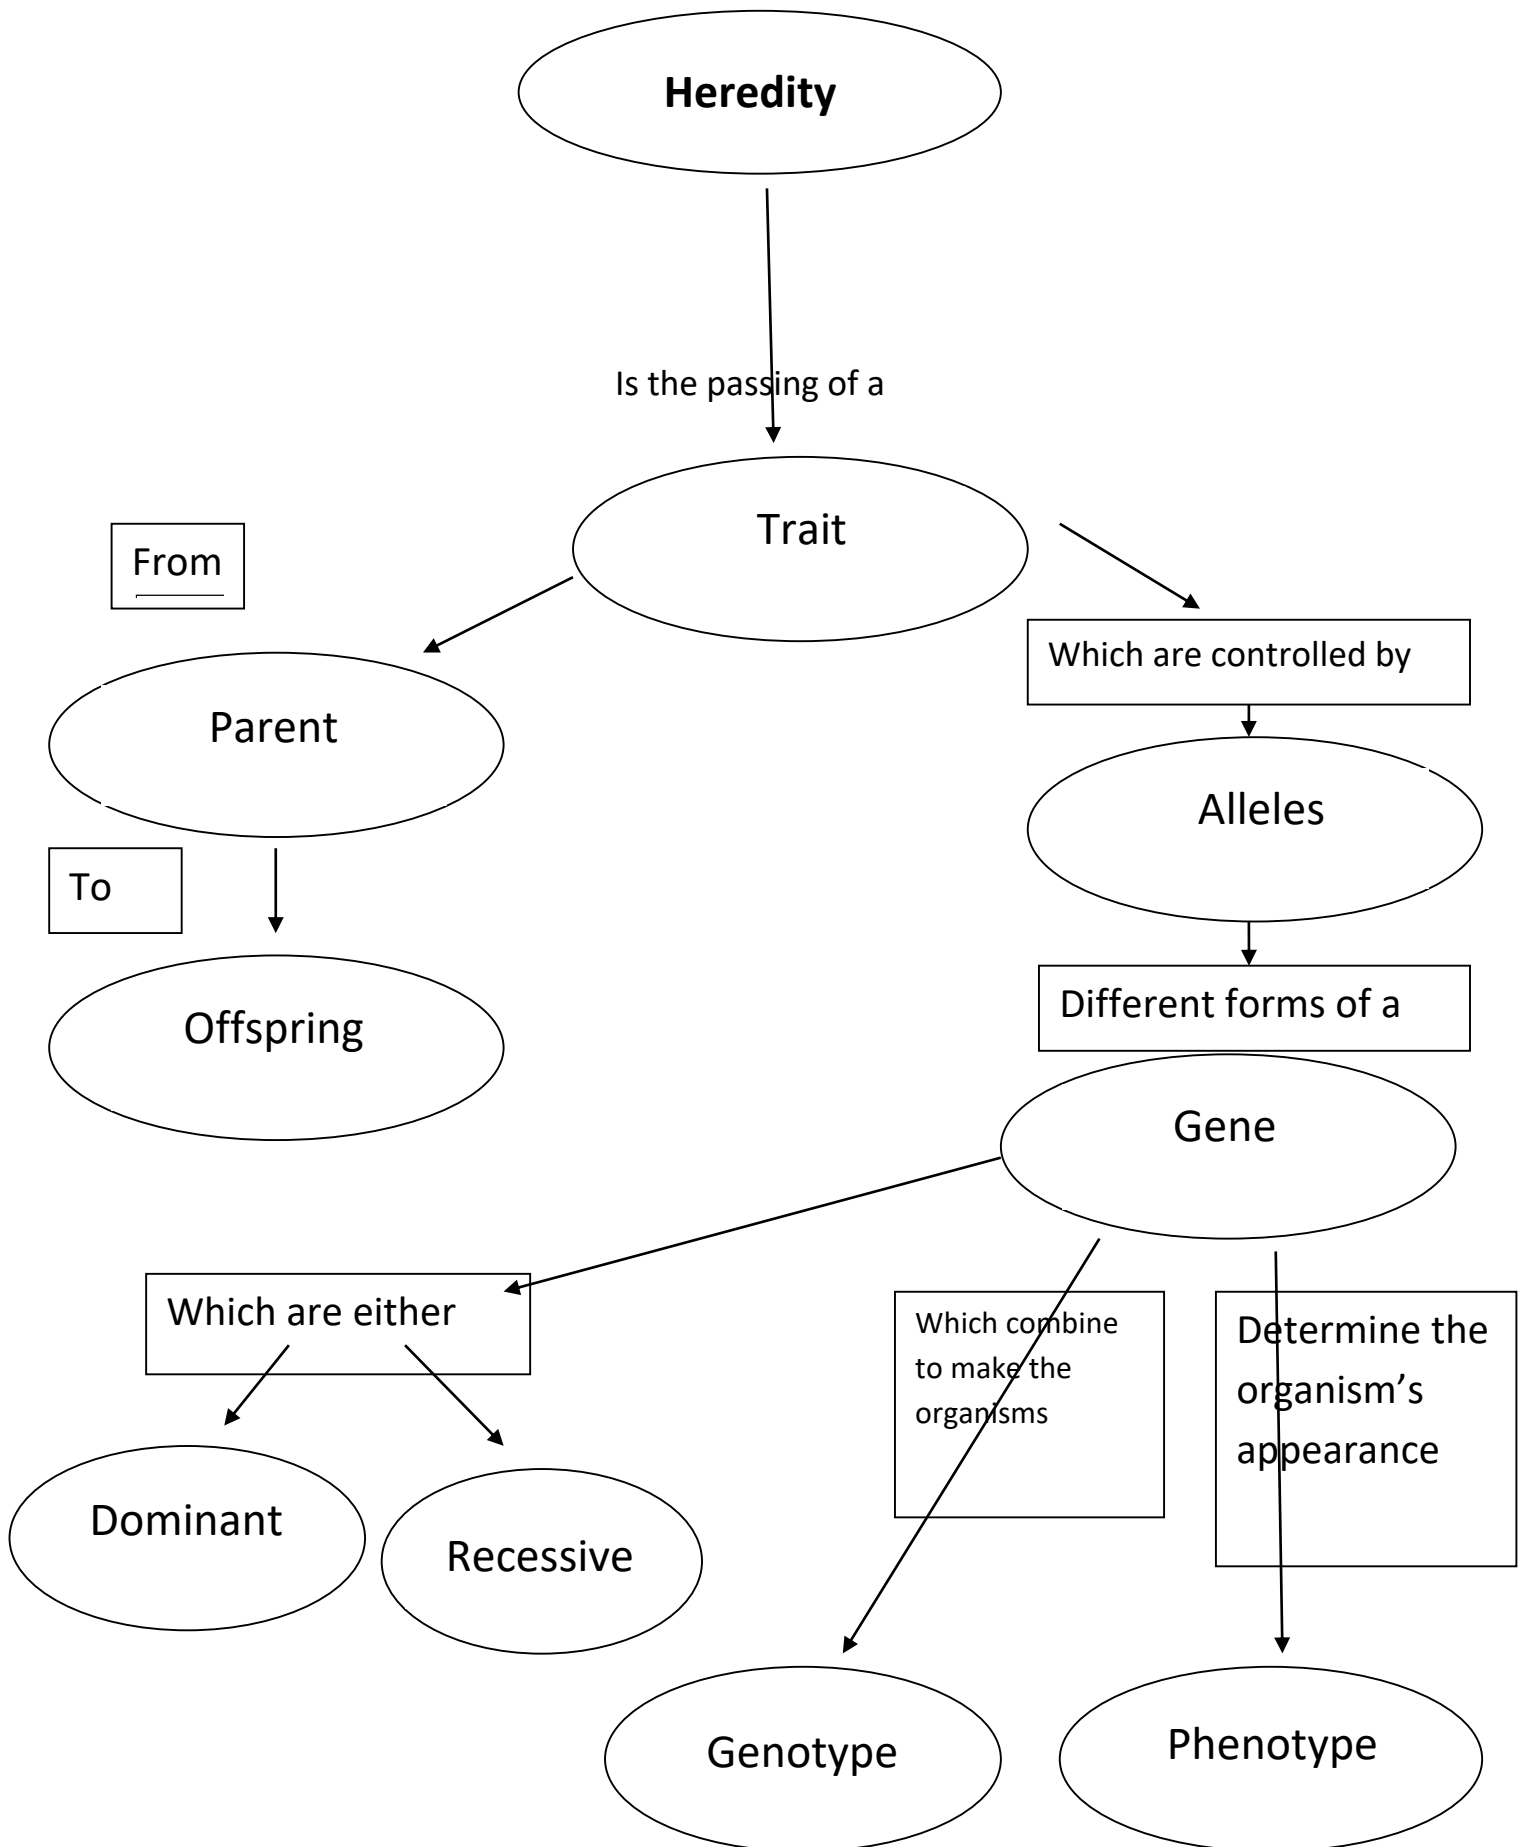 Heredity
Is the passing of a
Trait
From
Which are controlled by
Parent
Alleles
To
Different forms of a
Offspring
Gene
Which are either
Which combine
to make the
organisms
Determine the
organism’s
appearance
Dominant
Recessive
Genotype
Phenotype